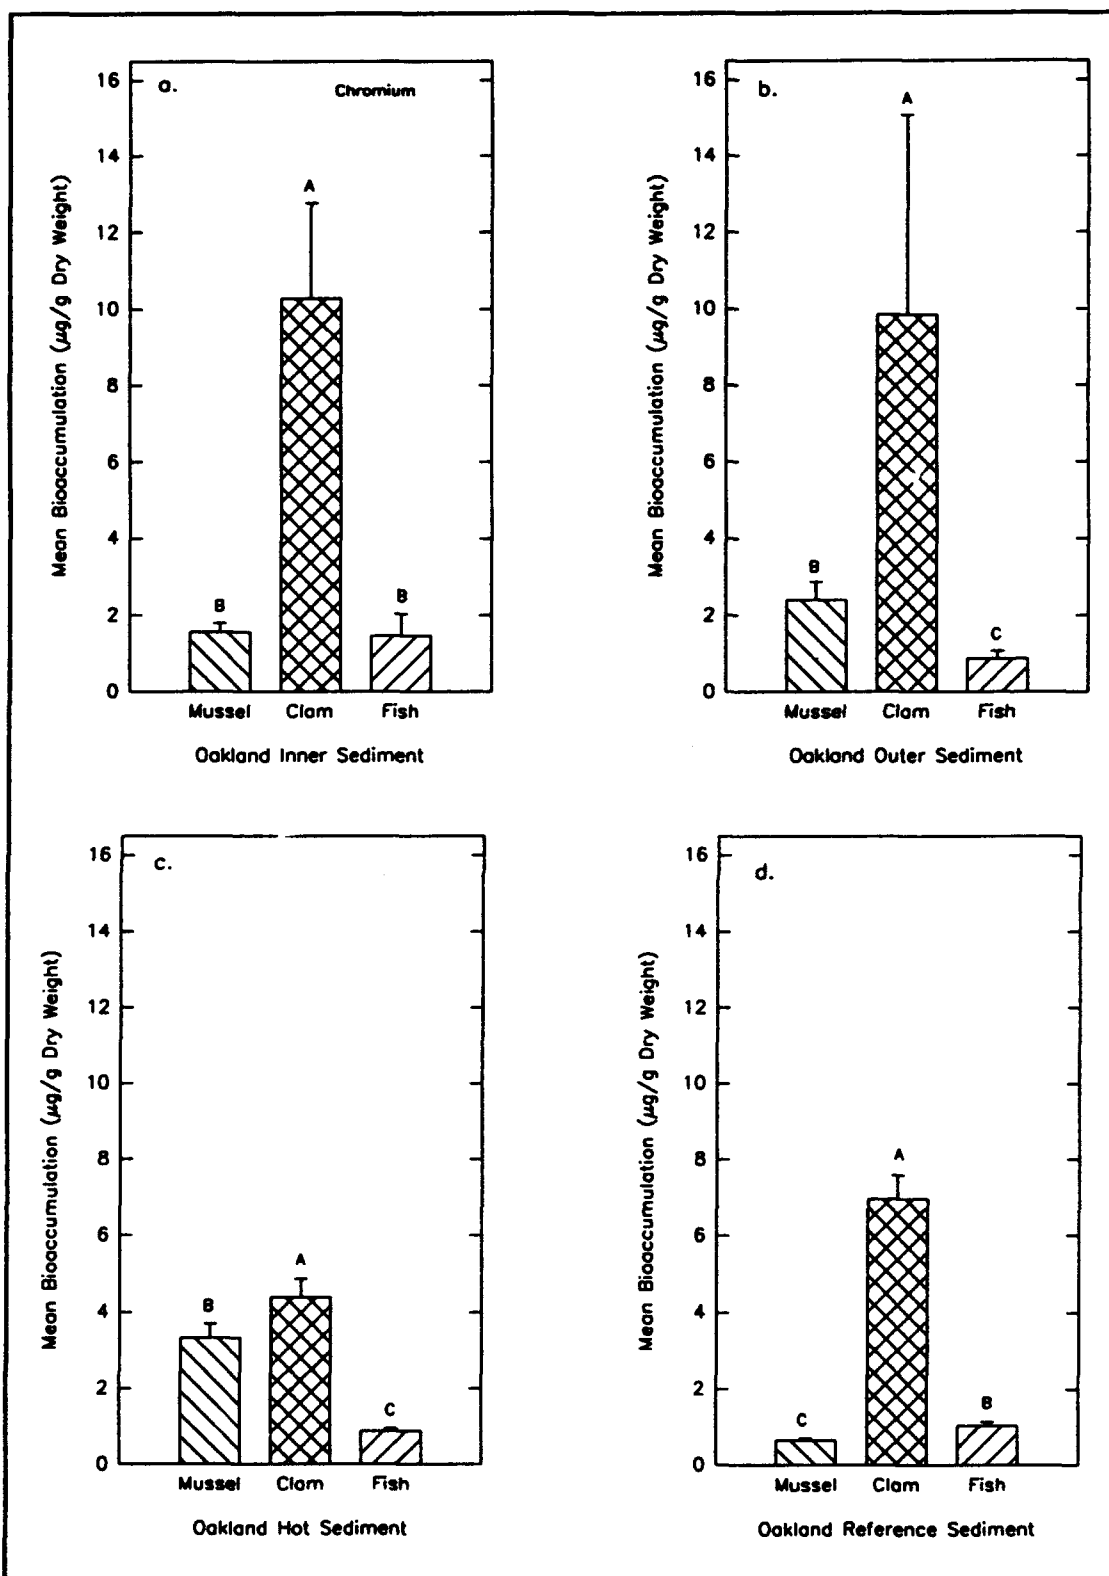 a.
Chromium
Mean Bioaccumulation (µg/g Dry Weight)
16
14
12
10
8
6
4
2
0
B
A
B
Mussel Clam Fish
Oakland Inner Sediment
b.
Mean Bioaccumulation (µg/g Dry Weight)
16
14
12
10
8
6
4
2
0
B
A
C
Mussel Clam Fish
Oakland Outer Sediment
c.
Mean Bioaccumulation (µg/g Dry Weight)
16
14
12
10
8
6
4
2
0
B
A
C
Mussel Clam Fish
Oakland Hot Sediment
d.
Mean Bioaccumulation (µg/g Dry Weight)
16
14
12
10
8
6
4
2
0
C
A
B
Mussel Clam Fish
Oakland Reference Sediment